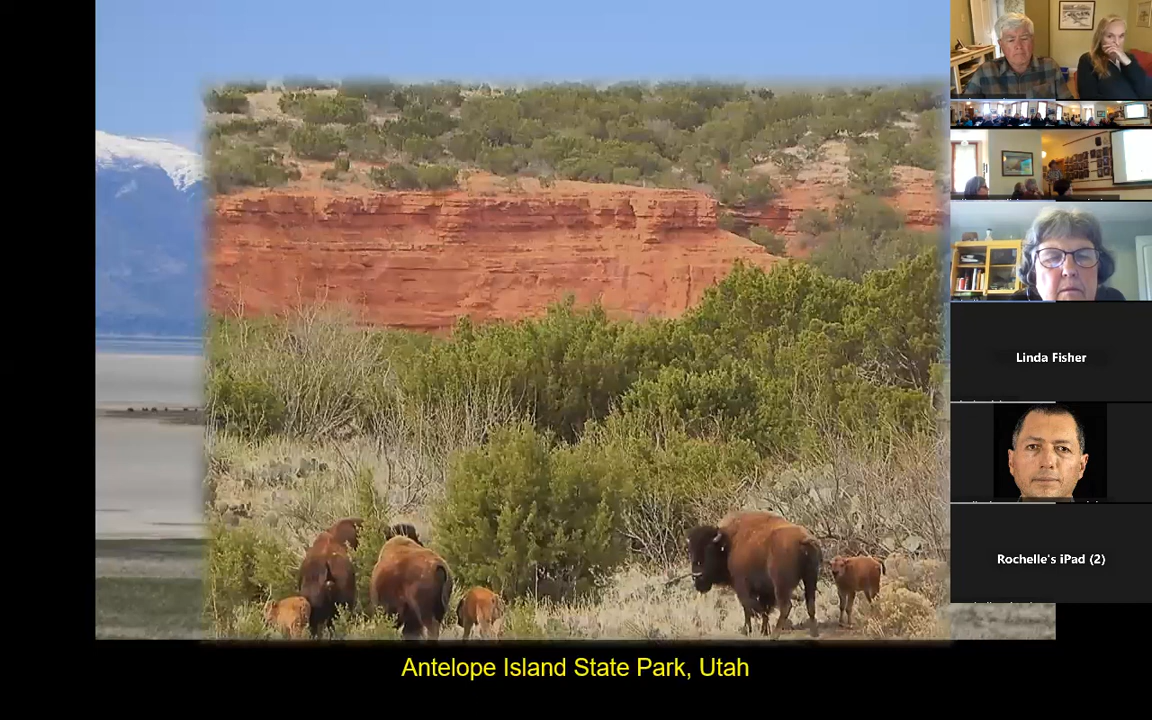 Linda Fisher
Rochelle's iPad (2)
Antelope Island State Park, Utah